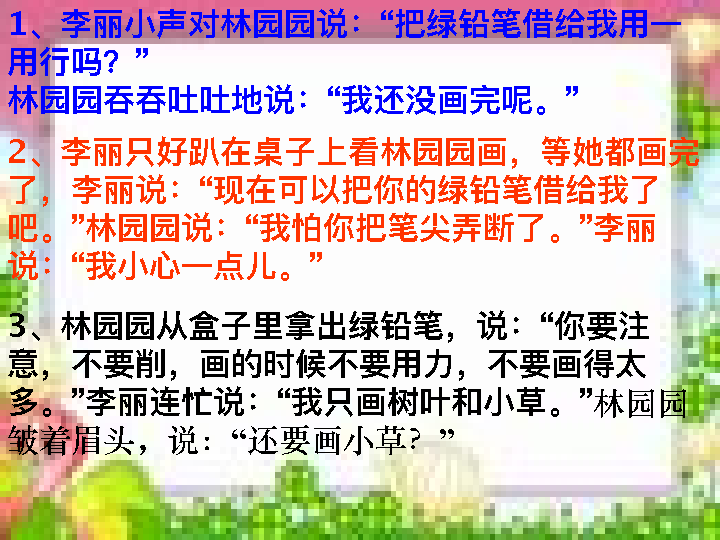 1、李丽小声对林园园说：“把绿铅笔借给我用一
用行吗？”
林园园吞吞吐吐地说：“我还没画完呢。”
2、李丽只好趴在桌子上看林园园画，等她都画完
了，李丽说：“现在可以把你的绿铅笔借给我了
吧。”林园园说：“我怕你把笔尖弄断了。”李丽
说：“我小心一点儿。”
3、林园园从盒子里拿出绿铅笔，说：“你要注
意，不要削，画的时候不要用力，不要画得太
多。”李丽连忙说：“我只画树叶和小草。”林园园
皱着眉头，说：“还要画小草？”